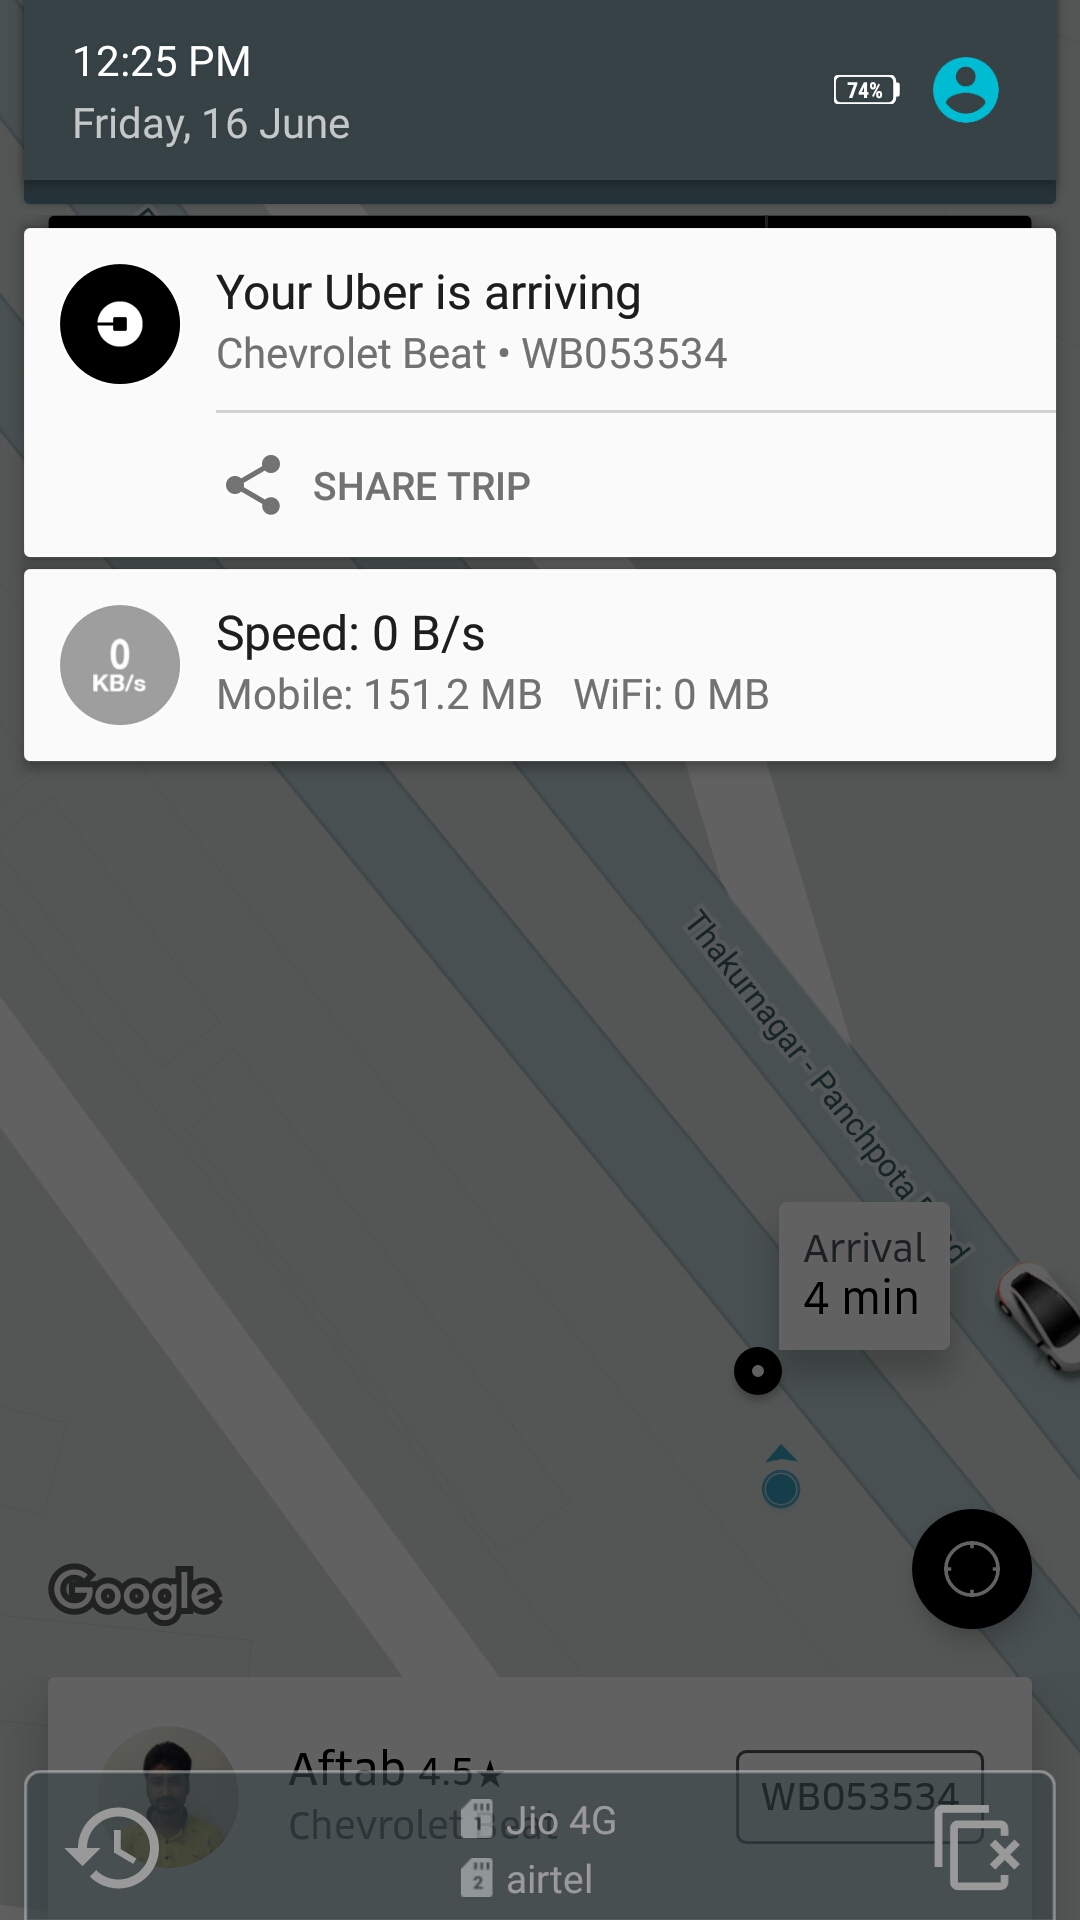 12:25 PM
74%
Friday, 16 June
Your Uber is arriving
Chevrolet Beat • WB053534
SHARE TRIP
0
KB/s
Speed: 0 B/s
Mobile: 151.2 MB WiFi: 0 MB
Thakurnagar - Panchpota
Arrival
4 min
Google
Aftab 4.5★
WB053534
Chevrolet Beat
1 Jio 4G
2 airtel